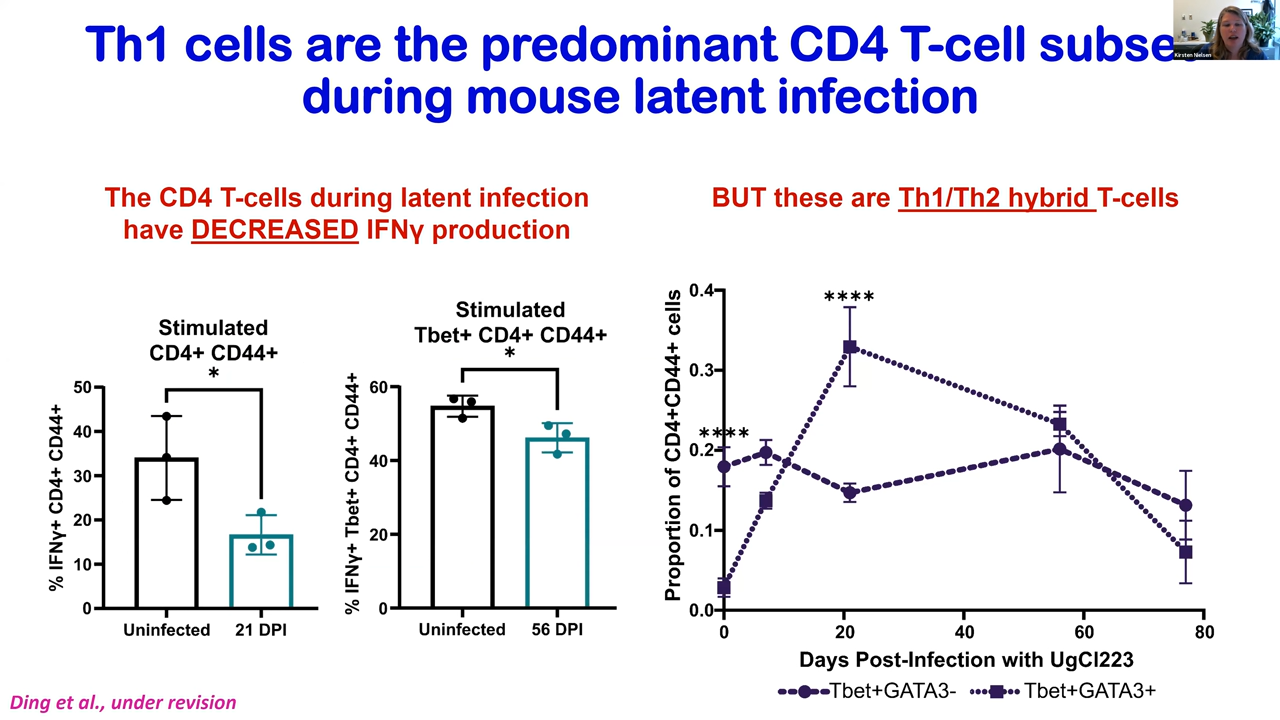 Th1 cells are the predominant CD4 T-cell subse
during mouse latent infection
Kirsten Nielsen
The CD4 T-cells during latent infection
have DECREASED IFNγ production
BUT these are Th1/Th2 hybrid T-cells
Stimulated
CD4+ CD44+
*
% IFNγ+ CD4+ CD44+
50
40
30
20
10
0
Uninfected
21 DPI
Stimulated
Tbet+ CD4+ CD44+
*
% IFNγ+ Tbet+ CD4+ CD44+
60
40
20
0
Uninfected
56 DPI
Proportion of CD4+CD44+ cells
0.4
0.3
0.2
0.1
0.0
****
****
0
20
40
60
80
Days Post-Infection with UgCl223
Tbet+GATA3-
Tbet+GATA3+
Ding et al., under revision